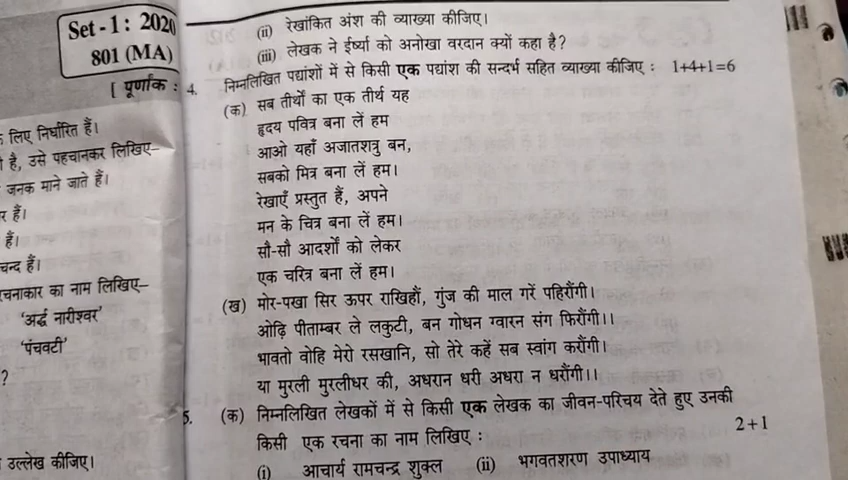 Set-1: 2020
801 (MA)
[ पूर्णांक :
लिए निर्धारित हैं।
है, उसे पहचानकर लिखिए–
जनक माने जाते हैं।
हैं।
हैं।
चन्द हैं।
रचनाकार का नाम लिखिए–
'अर्द्ध नारीश्वर'
'पंचवटी'
?
उल्लेख कीजिए।
(ii) रेखांकित अंश की व्याख्या कीजिए।
(iii) लेखक ने ईर्ष्या को अनोखा वरदान क्यों कहा है?
4. निम्नलिखित पद्यांशों में से किसी एक पद्यांश की सन्दर्भ सहित व्याख्या कीजिए : 1+4+1=6
(क) सब तीर्थों का एक तीर्थ यह
हृदय पवित्र बना लें हम
आओ यहाँ अजातशत्रु बन,
सबको मित्र बना लें हम।
रेखाएँ प्रस्तुत हैं, अपने
मन के चित्र बना लें हम।
सौ-सौ आदर्शों को लेकर
एक चरित्र बना लें हम।
(ख) मोर-पखा सिर ऊपर राखिहौं, गुंज की माल गरें पहिरौंगी।
ओढ़ि पीताम्बर ले लकुटी, बन गोधन ग्वारन संग फिरौंगी।।
भावतो वोहि मेरो रसखानि, सो तेरे कहें सब स्वांग करौंगी।
या मुरली मुरलीधर की, अधरान धरी अधरा न धरौंगी।।
5. (क) निम्नलिखित लेखकों में से किसी एक लेखक का जीवन-परिचय देते हुए उनकी
किसी एक रचना का नाम लिखिए : 2+1
(i) आचार्य रामचन्द्र शुक्ल (ii) भगवतशरण उपाध्याय